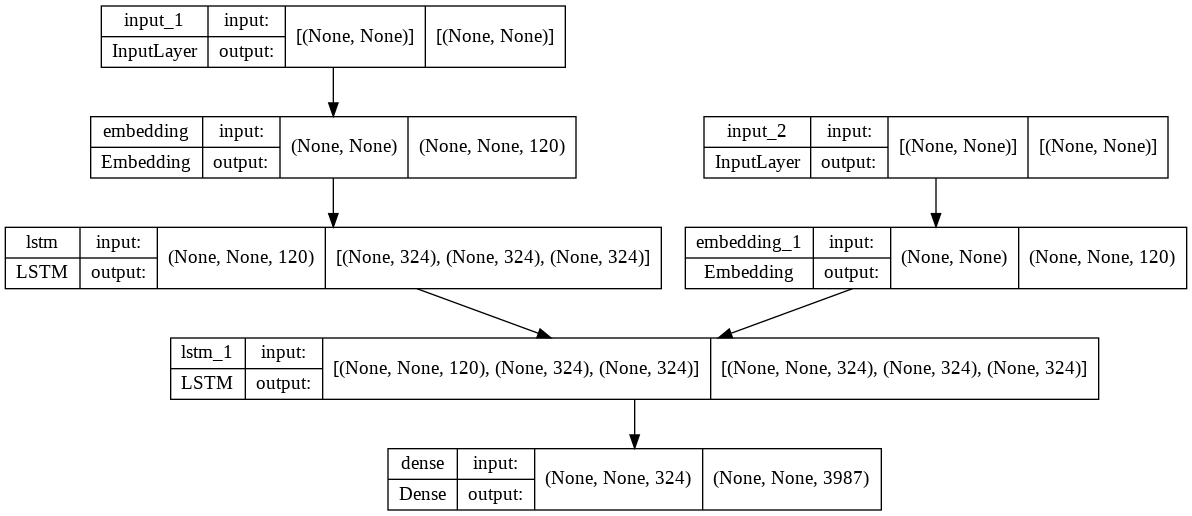 input_1 input: [(None, None)] [(None, None)]
InputLayer output:
embedding input: (None, None) (None, None, 120)
Embedding output:
input_2 input: [(None, None)] [(None, None)]
InputLayer output:
lstm input: (None, None, 120) [(None, 324), (None, 324), (None, 324)]
LSTM output:
embedding_1 input: (None, None) (None, None, 120)
Embedding output:
lstm_1 input: [(None, None, 120), (None, 324), (None, 324)] [(None, None, 324), (None, 324), (None, 324)]
LSTM output:
dense input: (None, None, 324) (None, None, 3987)
Dense output: